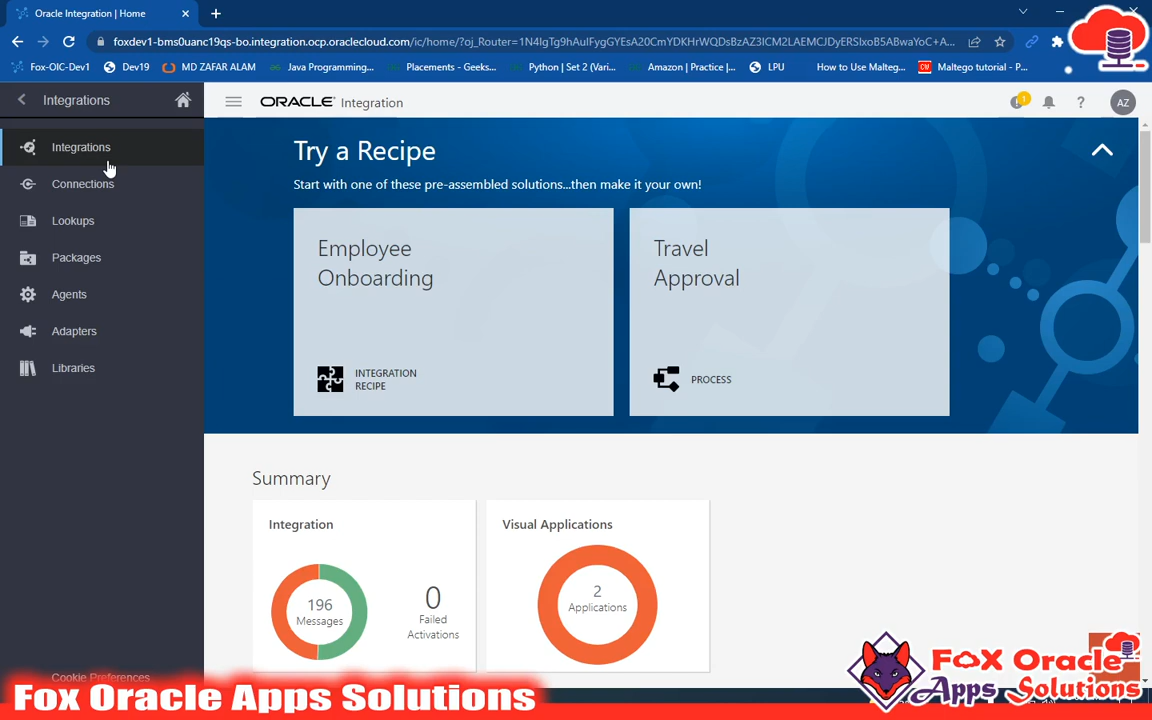 Oracle Integration | Home
foxdev1-bms0uanc19qs-bo.integration.ocp.oraclecloud.com/ic/home/?oj_Router=1N4IgTg9hAulFygGYEsA20CmYDKHrWQDsBzAZ3ICM2LAEMCJDyERSlxoB5ABwaYoC+A...
Fox-OIC-Dev1
Dev19
MD ZAFAR ALAM
Java Programming...
Placements - Geeks...
Python | Set 2 (Vari...
Amazon | Practice |...
LPU
How to Use Malteg...
CW
Maltego tutorial - P...
Integrations
ORACLE Integration
1
?
AZ
Integrations
Connections
Lookups
Packages
Agents
Adapters
Libraries
Cookie Preferences
Try a Recipe
Start with one of these pre-assembled solutions...then make it your own!
Employee
Onboarding
INTEGRATION
RECIPE
Travel
Approval
PROCESS
Summary
Integration
196
Messages
0
Failed
Activations
Visual Applications
2
Applications
Fox Oracle Apps Solutions
FOX Oracle
Apps Solutions